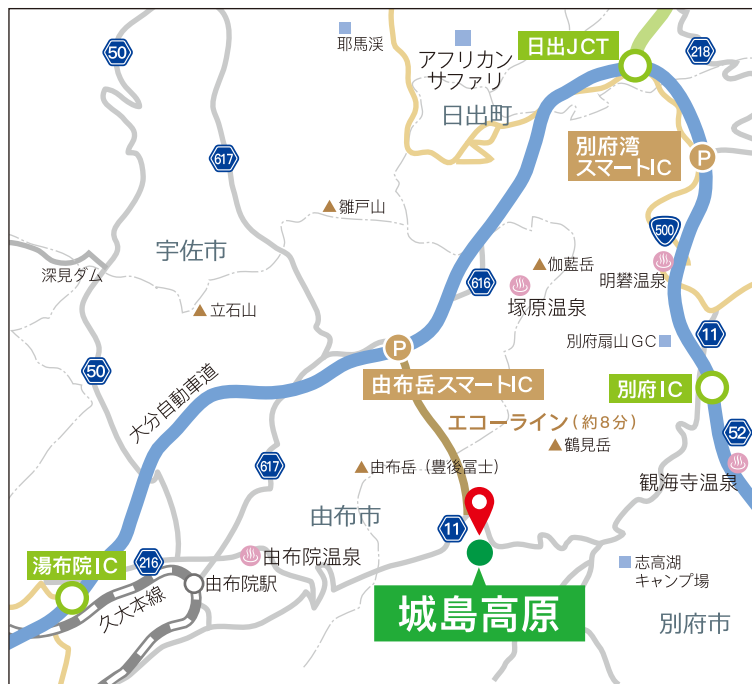 50
耶馬渓
アフリカン
サファリ
日出JCT
218
日出町
617
別府湾
スマートIC
P
雛戸山
500
宇佐市
伽藍岳
明礬温泉
深見ダム
616
塚原温泉
立石山
11
別府扇山GC
P
50
大分自動車道
由布岳スマートIC
別府IC
エコーライン(約8分)
52
鶴見岳
617
由布岳(豊後冨士)
観海寺温泉
由布市
11
湯布院IC
216
由布院温泉
志高湖
キャンプ場
由布院駅
久大本線
城島高原
別府市